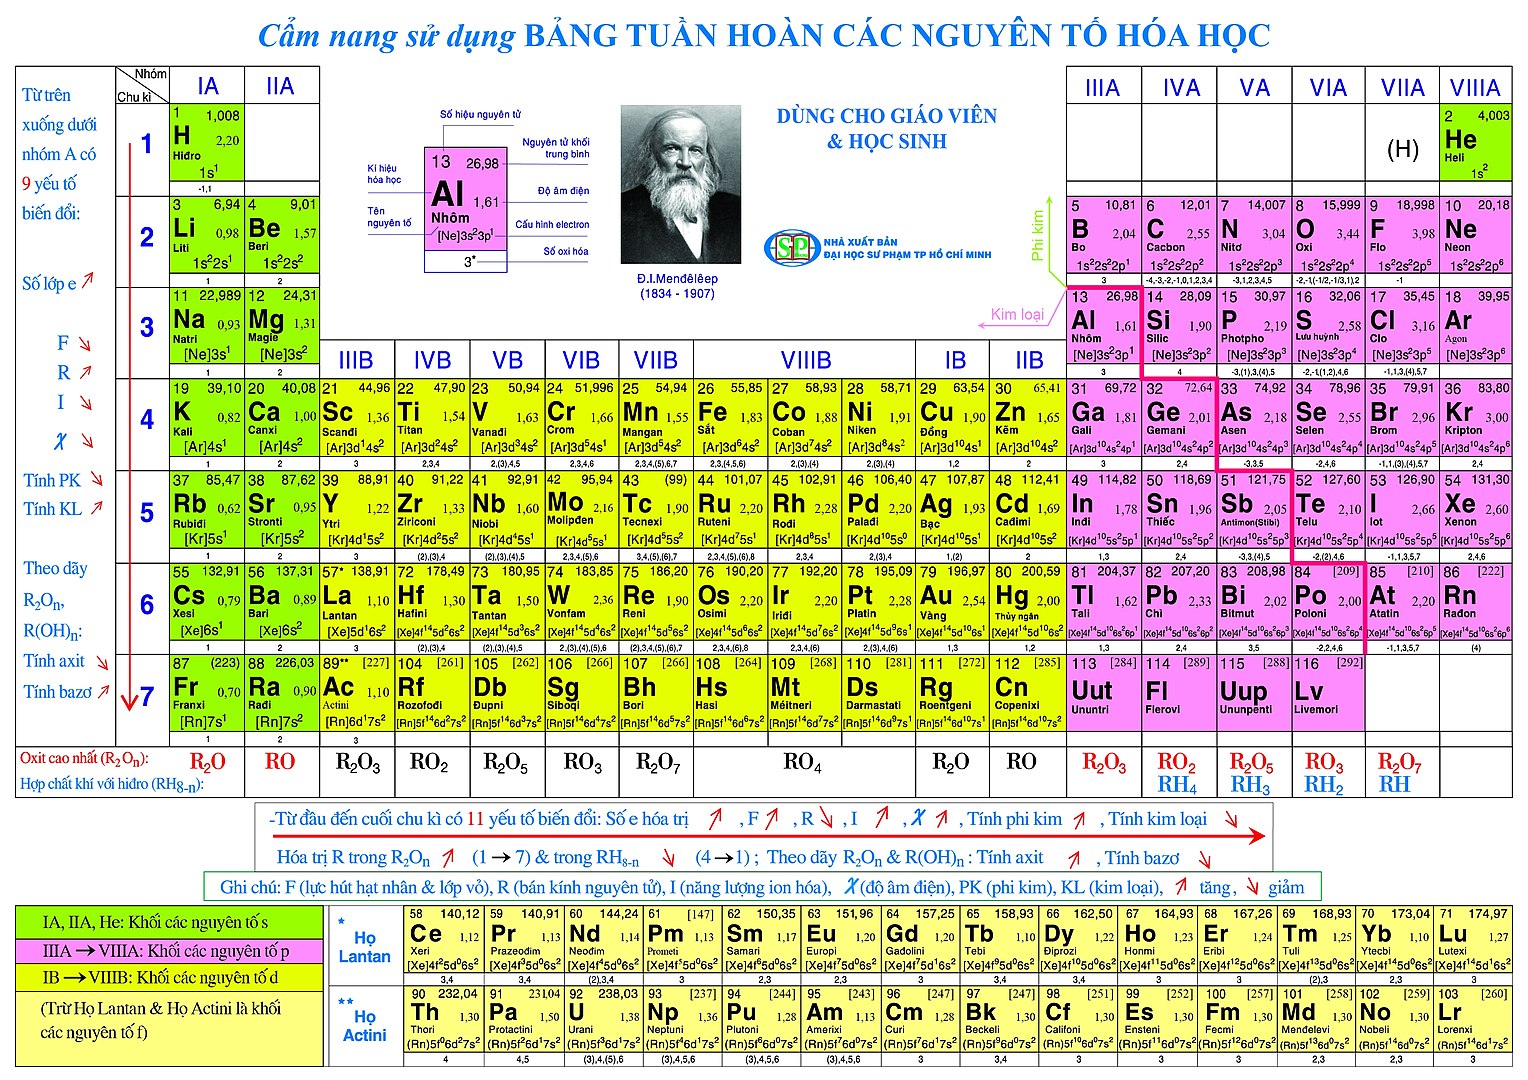 Cẩm nang sử dụng BẢNG TUẦN HOÀN CÁC NGUYÊN TỐ HÓA HỌC
Từ trên
xuống dưới
nhóm A có
9 yếu tố
biến đổi:
Số lớp e ↗
F ↘
R ↗
I ↘
χ ↘
Tính PK ↘
Tính KL ↗
Theo dãy
R2On,
R(OH)n:
Tính axit ↘
Tính bazơ ↗
Nhóm
Chu kì
IA IIA IIIA IVA VA VIA VIIA VIIIA
IIIB IVB VB VIB VIIB VIIIB IB IIB
Số hiệu nguyên tử
Nguyên tử khối trung bình
Kí hiệu hóa học
Độ âm điện
Tên nguyên tố
Cấu hình electron
Số oxi hóa
13 26,98
Al 1,61
Nhôm
[Ne]3s²3p¹
3*
Đ.I.Menđêlêep
(1834 - 1907)
DÙNG CHO GIÁO VIÊN
& HỌC SINH
NHÀ XUẤT BẢN
ĐẠI HỌC SƯ PHẠM TP HỒ CHÍ MINH
Phi kim
Kim loại
1
1 1,008 H 2,20 Hiđro 1s¹ -1,1
(H)
2 4,003 He Heli 1s²
2
3 6,94 Li 0,98 Liti 1s²2s¹ 1
4 9,01 Be 1,57 Beri 1s²2s² 2
5 10,81 B 2,04 Bo 1s²2s²2p¹ 3
6 12,01 C 2,55 Cacbon 1s²2s²2p² -4,-3,-2,-1,0,1,2,3,4
7 14,007 N 3,04 Nitơ 1s²2s²2p³ -3,1,2,3,4,5
8 15,999 O 3,44 Oxi 1s²2s²2p⁴ -2,-1,(-1/2,-1/3,1),2
9 18,998 F 3,98 Flo 1s²2s²2p⁵ -1
10 20,18 Ne Neon 1s²2s²2p⁶
3
11 22,989 Na 0,93 Natri [Ne]3s¹ 1
12 24,31 Mg 1,31 Magie [Ne]3s² 2
13 26,98 Al 1,61 Nhôm [Ne]3s²3p¹ 3
14 28,09 Si 1,90 Silic [Ne]3s²3p² 4
15 30,97 P 2,19 Photpho [Ne]3s²3p³ -3,(1),3,(4),5
16 32,06 S 2,58 Lưu huỳnh [Ne]3s²3p⁴ -2,-1,(1,2),4,6
17 35,45 Cl 3,16 Clo [Ne]3s²3p⁵ -1,1,3,(4),5,7
18 39,95 Ar Agon [Ne]3s²3p⁶
4
19 39,10 K 0,82 Kali [Ar]4s¹ 1
20 40,08 Ca 1,00 Canxi [Ar]4s² 2
21 44,96 Sc 1,36 Scanđi [Ar]3d¹4s² 3
22 47,90 Ti 1,54 Titan [Ar]3d²4s² 2,3,4
23 50,94 V 1,63 Vanađi [Ar]3d³4s² 2,(3),4,5
24 51,996 Cr 1,66 Crom [Ar]3d⁵4s¹ 2,3,4,6
25 54,94 Mn 1,55 Mangan [Ar]3d⁵4s² 2,3,4,(5),6,7
26 55,85 Fe 1,83 Sắt [Ar]3d⁶4s² 2,3,(4,5,6)
27 58,93 Co 1,88 Coban [Ar]3d⁷4s² 2,(3),(4)
28 58,71 Ni 1,91 Niken [Ar]3d⁸4s² 2,(3),(4)
29 63,54 Cu 1,90 Đồng [Ar]3d¹⁰4s¹ 1,2
30 65,41 Zn 1,65 Kẽm [Ar]3d¹⁰4s² 2
31 69,72 Ga 1,81 Gali [Ar]3d¹⁰4s²4p¹ 3
32 72,64 Ge 2,01 Gemani [Ar]3d¹⁰4s²4p² 2,4
33 74,92 As 2,18 Asen [Ar]3d¹⁰4s²4p³ -3,3,5
34 78,96 Se 2,55 Selen [Ar]3d¹⁰4s²4p⁴ -2,4,6
35 79,91 Br 2,96 Brom [Ar]3d¹⁰4s²4p⁵ -1,1,(3),(4),5,7
36 83,80 Kr 3,00 Kripton [Ar]3d¹⁰4s²4p⁶ 2,4
5
37 85,47 Rb 0,62 Rubiđi [Kr]5s¹ 1
38 87,62 Sr 0,95 Stronti [Kr]5s² 2
39 88,91 Y 1,22 Ytri [Kr]4d¹5s² 3
40 91,22 Zr 1,33 Ziriconi [Kr]4d²5s² (2),(3),4
41 92,91 Nb 1,60 Niobi [Kr]4d⁴5s¹ (2),(3),(4),5
42 95,94 Mo 2,16 Molipđen [Kr]4d⁵5s¹ 2,3,4,(5),6
43 (99) Tc 1,90 Tecnexi [Kr]4d⁵5s² 3,4,(5),(6),7
44 101,07 Ru 2,20 Ruteni [Kr]4d⁷5s¹ 2,3,4,(5),(6),8
45 102,91 Rh 2,28 Rođi [Kr]4d⁸5s¹ 2,3,4
46 106,40 Pd 2,20 Palađi [Kr]4d¹⁰5s⁰ 2,(3),4
47 107,87 Ag 1,93 Bạc [Kr]4d¹⁰5s¹ 1,(2)
48 112,41 Cd 1,69 Cađimi [Kr]4d¹⁰5s² 2
49 114,82 In 1,78 Inđi [Kr]4d¹⁰5s²5p¹ 1,3
50 118,69 Sn 1,96 Thiếc [Kr]4d¹⁰5s²5p² 2,4
51 121,75 Sb 2,05 Antimon(Stibi) [Kr]4d¹⁰5s²5p³ -3,3,(4),5
52 127,60 Te 2,10 Telu [Kr]4d¹⁰5s²5p⁴ -2,(2),4,6
53 126,90 I 2,66 Iot [Kr]4d¹⁰5s²5p⁵ -1,1,3,5,7
54 131,30 Xe 2,60 Xenon [Kr]4d¹⁰5s²5p⁶ 2,4,6
6
55 132,91 Cs 0,79 Xesi [Xe]6s¹ 1
56 137,31 Ba 0,89 Bari [Xe]6s² 2
57* 138,91 La 1,10 Lantan [Xe]5d¹6s² 3
72 178,49 Hf 1,30 Hafini [Xe]4f¹⁴5d²6s² (2),(3),4
73 180,95 Ta 1,50 Tantan [Xe]4f¹⁴5d³6s² (2),(3),(4),5
74 183,85 W 2,36 Vonfam [Xe]4f¹⁴5d⁴6s² 2,3,4,(5),6
75 186,20 Re 1,90 Reni [Xe]4f¹⁴5d⁵6s² (2),3,4,(5),(6),7
76 190,20 Os 2,20 Osimi [Xe]4f¹⁴5d⁶6s² 2,3,4,(6),8
77 192,20 Ir 2,20 Iriđi [Xe]4f¹⁴5d⁷6s² 2,3,4,(6)
78 195,09 Pt 2,28 Platin [Xe]4f¹⁴5d⁹6s¹ 2,(3),4
79 196,97 Au 2,54 Vàng [Xe]4f¹⁴5d¹⁰6s¹ 1,3
80 200,59 Hg 2,00 Thủy ngân [Xe]4f¹⁴5d¹⁰6s² 1,2
81 204,37 Tl 1,62 Tali [Xe]4f¹⁴5d¹⁰6s²6p¹ 1,3
82 207,20 Pb 2,33 Chì [Xe]4f¹⁴5d¹⁰6s²6p² 2,4
83 208,98 Bi 2,02 Bitmut [Xe]4f¹⁴5d¹⁰6s²6p³ 3,5
84 [209] Po 2,00 Poloni [Xe]4f¹⁴5d¹⁰6s²6p⁴ -2,2,4,6
85 [210] At 2,20 Atatin [Xe]4f¹⁴5d¹⁰6s²6p⁵ -1,1,3,5,7
86 [222] Rn Rađon [Xe]4f¹⁴5d¹⁰6s²6p⁶ (4)
7
87 (223) Fr 0,70 Franxi [Rn]7s¹ 1
88 226,03 Ra 0,90 Rađi [Rn]7s² 2
89** [227] Ac 1,10 Actini [Rn]6d¹7s² 3
104 [261] Rf Rozofođi [Rn]5f¹⁴6d²7s²
105 [262] Db Đupni [Rn]5f¹⁴6d³7s²
106 [266] Sg Siboqi [Rn]5f¹⁴6d⁴7s²
107 [266] Bh Bori [Rn]5f¹⁴6d⁵7s²
108 [264] Hs Hasi [Rn]5f¹⁴6d⁶7s²
109 [268] Mt Méitneri [Rn]5f¹⁴6d⁷7s²
110 [281] Ds Darmastati [Rn]5f¹⁴6d⁹7s¹
111 [272] Rg Roentgeni [Rn]5f¹⁴6d¹⁰7s¹
112 [285] Cn Copenixi [Rn]5f¹⁴6d¹⁰7s²
113 [284] Uut Ununtri
114 [289] Fl Flerovi
115 [288] Uup Ununpenti
116 [292] Lv Livemori
Oxit cao nhất (R2On): R2O RO R2O3 RO2 R2O5 RO3 R2O7 RO4 R2O RO R2O3 RO2 R2O5 RO3 R2O7
Hợp chất khí với hiđro (RH8-n): RH4 RH3 RH2 RH
-Từ đầu đến cuối chu kì có 11 yếu tố biến đổi: Số e hóa trị ↗ , F ↗ , R ↘ , I ↗ , χ ↗ , Tính phi kim ↗ , Tính kim loại ↘
Hóa trị R trong R2On ↗ (1 → 7) & trong RH8-n ↘ (4 → 1) ; Theo dãy R2On & R(OH)n : Tính axit ↗ , Tính bazơ ↘
Ghi chú: F (lực hút hạt nhân & lớp vỏ), R (bán kính nguyên tử), I (năng lượng ion hóa), χ (độ âm điện), PK (phi kim), KL (kim loại), ↗ tăng, ↘ giảm
IA, IIA, He: Khối các nguyên tố s
IIIA → VIIIA: Khối các nguyên tố p
IB → VIIIB: Khối các nguyên tố d
(Trừ Họ Lantan & Họ Actini là khối
các nguyên tố f)
* Họ Lantan
58 140,12 Ce 1,12 Xeri [Xe]4f²5d⁰6s² 3,4
59 140,91 Pr 1,13 Prazeođim [Xe]4f³5d⁰6s² 3,4
60 144,24 Nd 1,14 Neođim [Xe]4f⁴5d⁰6s² (2),3,4
61 [147] Pm 1,13 Prometi [Xe]4f⁵5d⁰6s² 3
62 150,35 Sm 1,17 Samari [Xe]4f⁶5d⁰6s² 2,3
63 151,96 Eu 1,20 Europi [Xe]4f⁷5d⁰6s² 2,3
64 157,25 Gd 1,20 Gađolini [Xe]4f⁷5d¹6s² 3
65 158,93 Tb 1,10 Tebi [Xe]4f⁹5d⁰6s² 3,4
66 162,50 Dy 1,22 Điprozi [Xe]4f¹⁰5d⁰6s² 3,4
67 164,93 Ho 1,23 Honmi [Xe]4f¹¹5d⁰6s² 3
68 167,26 Er 1,24 Eribi [Xe]4f¹²5d⁰6s² 3
69 168,93 Tm 1,25 Tuli [Xe]4f¹³5d⁰6s² (2),3
70 173,04 Yb 1,10 Ytecbi [Xe]4f¹⁴5d⁰6s² 2,3
71 174,97 Lu 1,27 Lutexi [Xe]4f¹⁴5d¹6s² 3
** Họ Actini
90 232,04 Th 1,30 Thori (Rn)5f⁰6d²7s² 4
91 231,04 Pa 1,50 Protactini (Rn)5f²6d¹7s² 4,5
92 238,03 U 1,38 Urani (Rn)5f³6d¹7s² (3),4,(5),6
93 [237] Np 1,36 Neptuni (Rn)5f⁴6d¹7s² (3),4,5,6
94 [244] Pu 1,28 Plutoni (Rn)5f⁶6d⁰7s² (3),4,5,6
95 [243] Am 1,30 Amerixi (Rn)5f⁷6d⁰7s² (3),4,5,6
96 [247] Cm 1,28 Curi (Rn)5f⁷6d¹7s² 3
97 [247] Bk 1,30 Beckeli (Rn)5f⁹6d⁰7s² 3,4
98 [251] Cf 1,30 Califoni (Rn)5f¹⁰6d⁰7s² 3
99 [252] Es 1,30 Ensteni (Rn)5f¹¹6d⁰7s² 3
100 [257] Fm 1,30 Fecmi (Rn)5f¹²6d⁰7s² 3
101 [258] Md 1,30 Menđelevi (Rn)5f¹³6d⁰7s² 2,3
102 [259] No 1,30 Nobeli (Rn)5f¹⁴6d⁰7s² 2,3
103 [260] Lr Lorenxi (Rn)5f¹⁴6d¹7s² 3